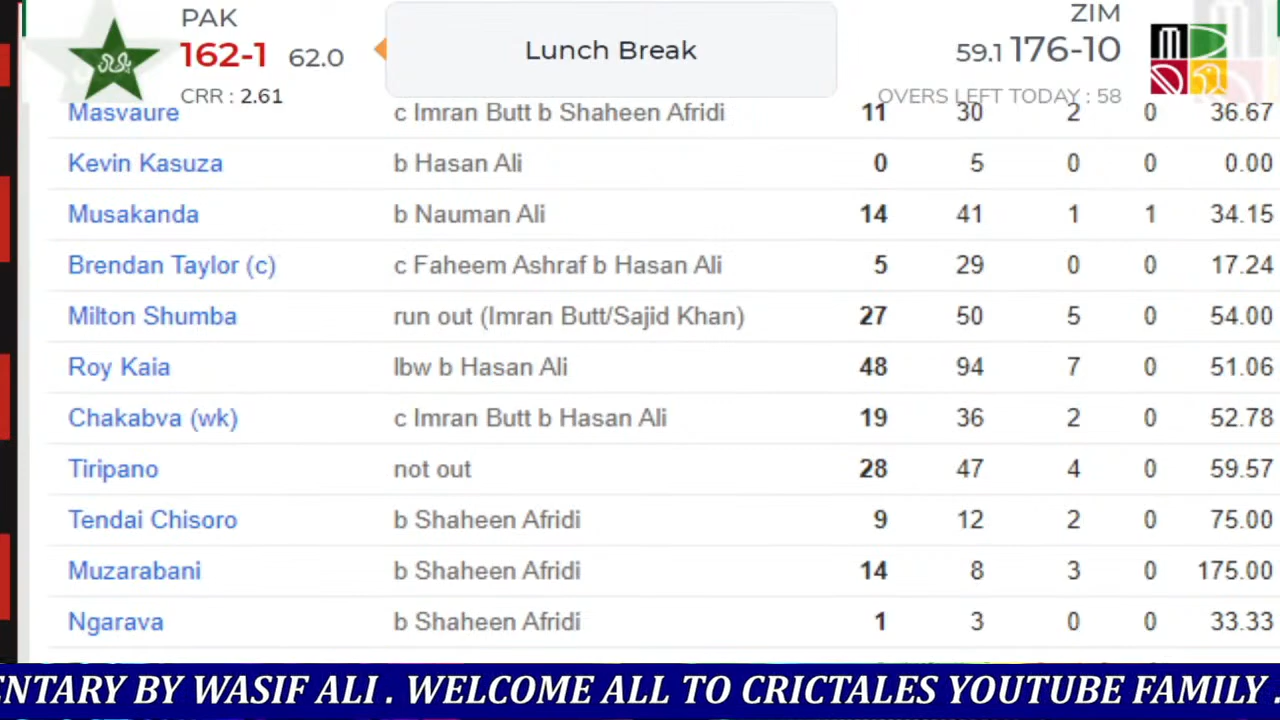 PAK
162-1 62.0
CRR : 2.61
Lunch Break
ZIM
59.1 176-10
OVERS LEFT TODAY : 58
Masvaure c Imran Butt b Shaheen Afridi 11 30 2 0 36.67
Kevin Kasuza b Hasan Ali 0 5 0 0 0.00
Musakanda b Nauman Ali 14 41 1 1 34.15
Brendan Taylor (c) c Faheem Ashraf b Hasan Ali 5 29 0 0 17.24
Milton Shumba run out (Imran Butt/Sajid Khan) 27 50 5 0 54.00
Roy Kaia lbw b Hasan Ali 48 94 7 0 51.06
Chakabva (wk) c Imran Butt b Hasan Ali 19 36 2 0 52.78
Tiripano not out 28 47 4 0 59.57
Tendai Chisoro b Shaheen Afridi 9 12 2 0 75.00
Muzarabani b Shaheen Afridi 14 8 3 0 175.00
Ngarava b Shaheen Afridi 1 3 0 0 33.33
ENTARY BY WASIF ALI . WELCOME ALL TO CRICTALES YOUTUBE FAMILY